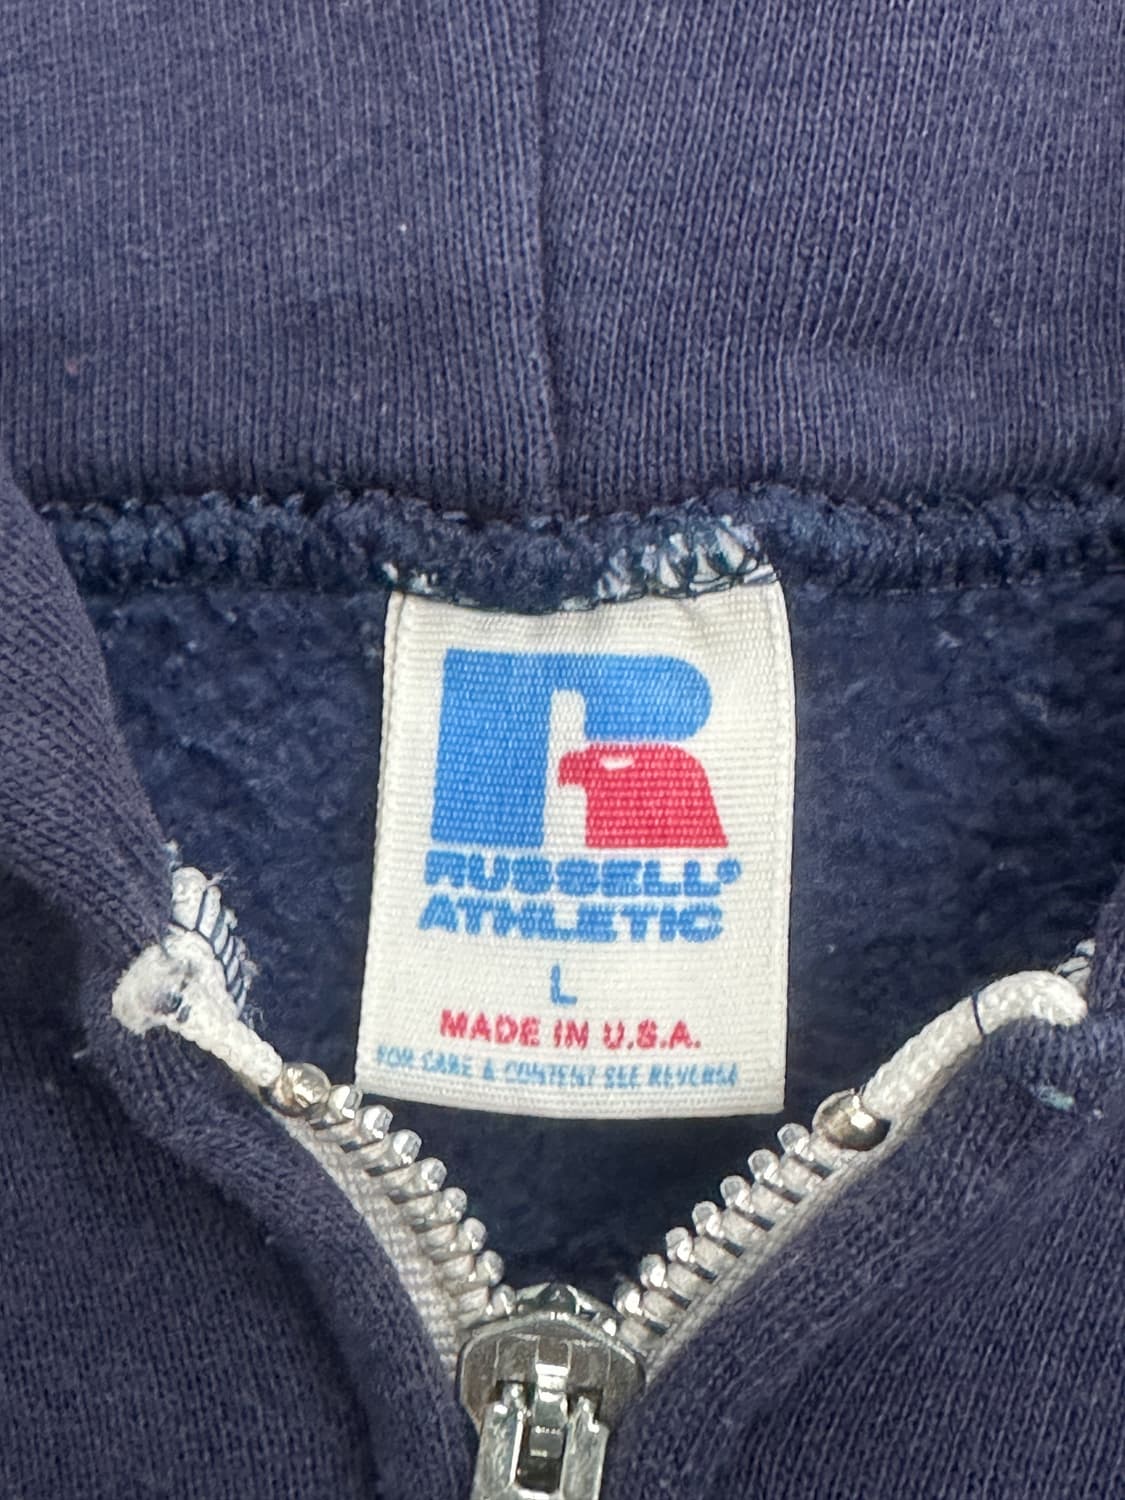 R
RUSSELL®
ATHLETIC
L
MADE IN U.S.A.
FOR CARE & CONTENT SEE REVERSE